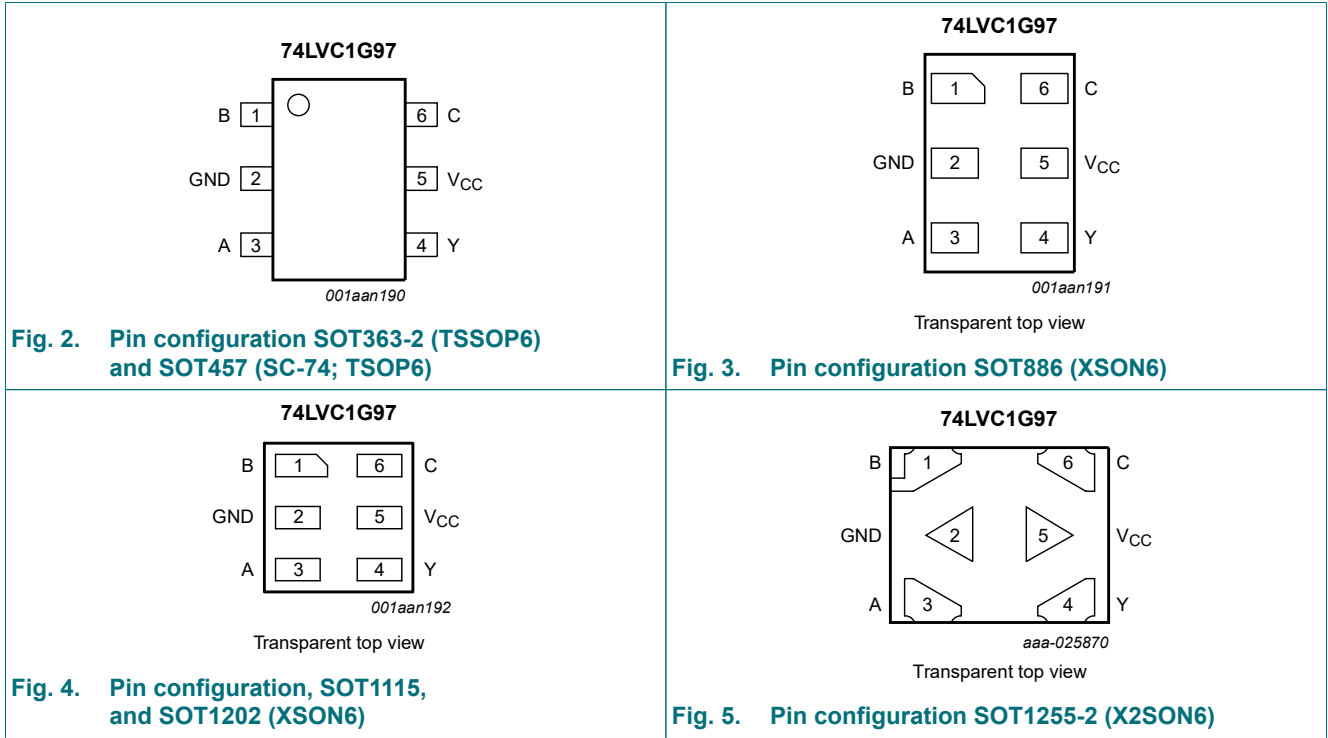 74LVC1G97
B 1 6 C
GND 2 5 VCC
A 3 4 Y
001aan190
Fig. 2. Pin configuration SOT363-2 (TSSOP6)
and SOT457 (SC-74; TSOP6)
74LVC1G97
B 1 6 C
GND 2 5 VCC
A 3 4 Y
001aan191
Transparent top view
Fig. 3. Pin configuration SOT886 (XSON6)
74LVC1G97
B 1 6 C
GND 2 5 VCC
A 3 4 Y
001aan192
Transparent top view
Fig. 4. Pin configuration, SOT1115,
and SOT1202 (XSON6)
74LVC1G97
B 1 6 C
GND 2 5 VCC
A 3 4 Y
aaa-025870
Transparent top view
Fig. 5. Pin configuration SOT1255-2 (X2SON6)